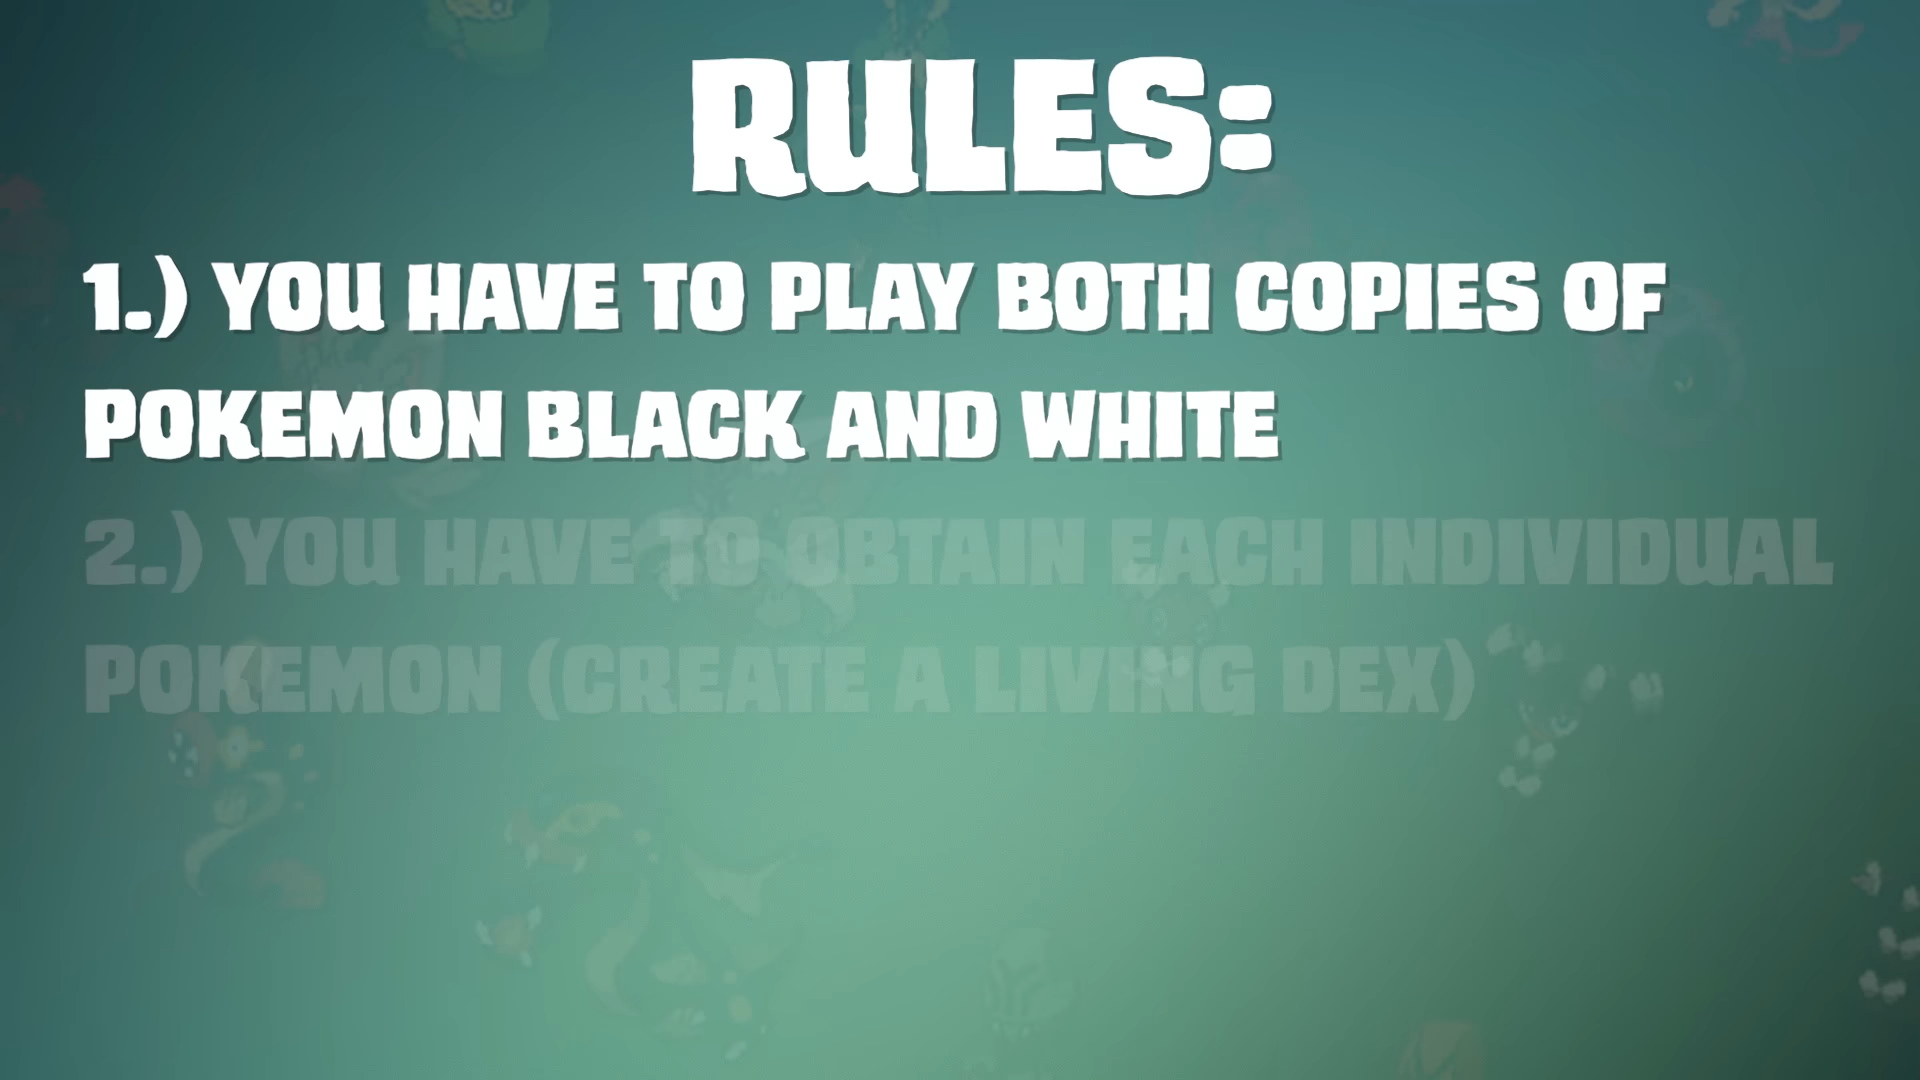 RULES:
1.) YOU HAVE TO PLAY BOTH COPIES OF
POKEMON BLACK AND WHITE
2.) YOU HAVE TO OBTAIN EACH INDIVIDUAL
POKEMON (CREATE A LIVING DEX)